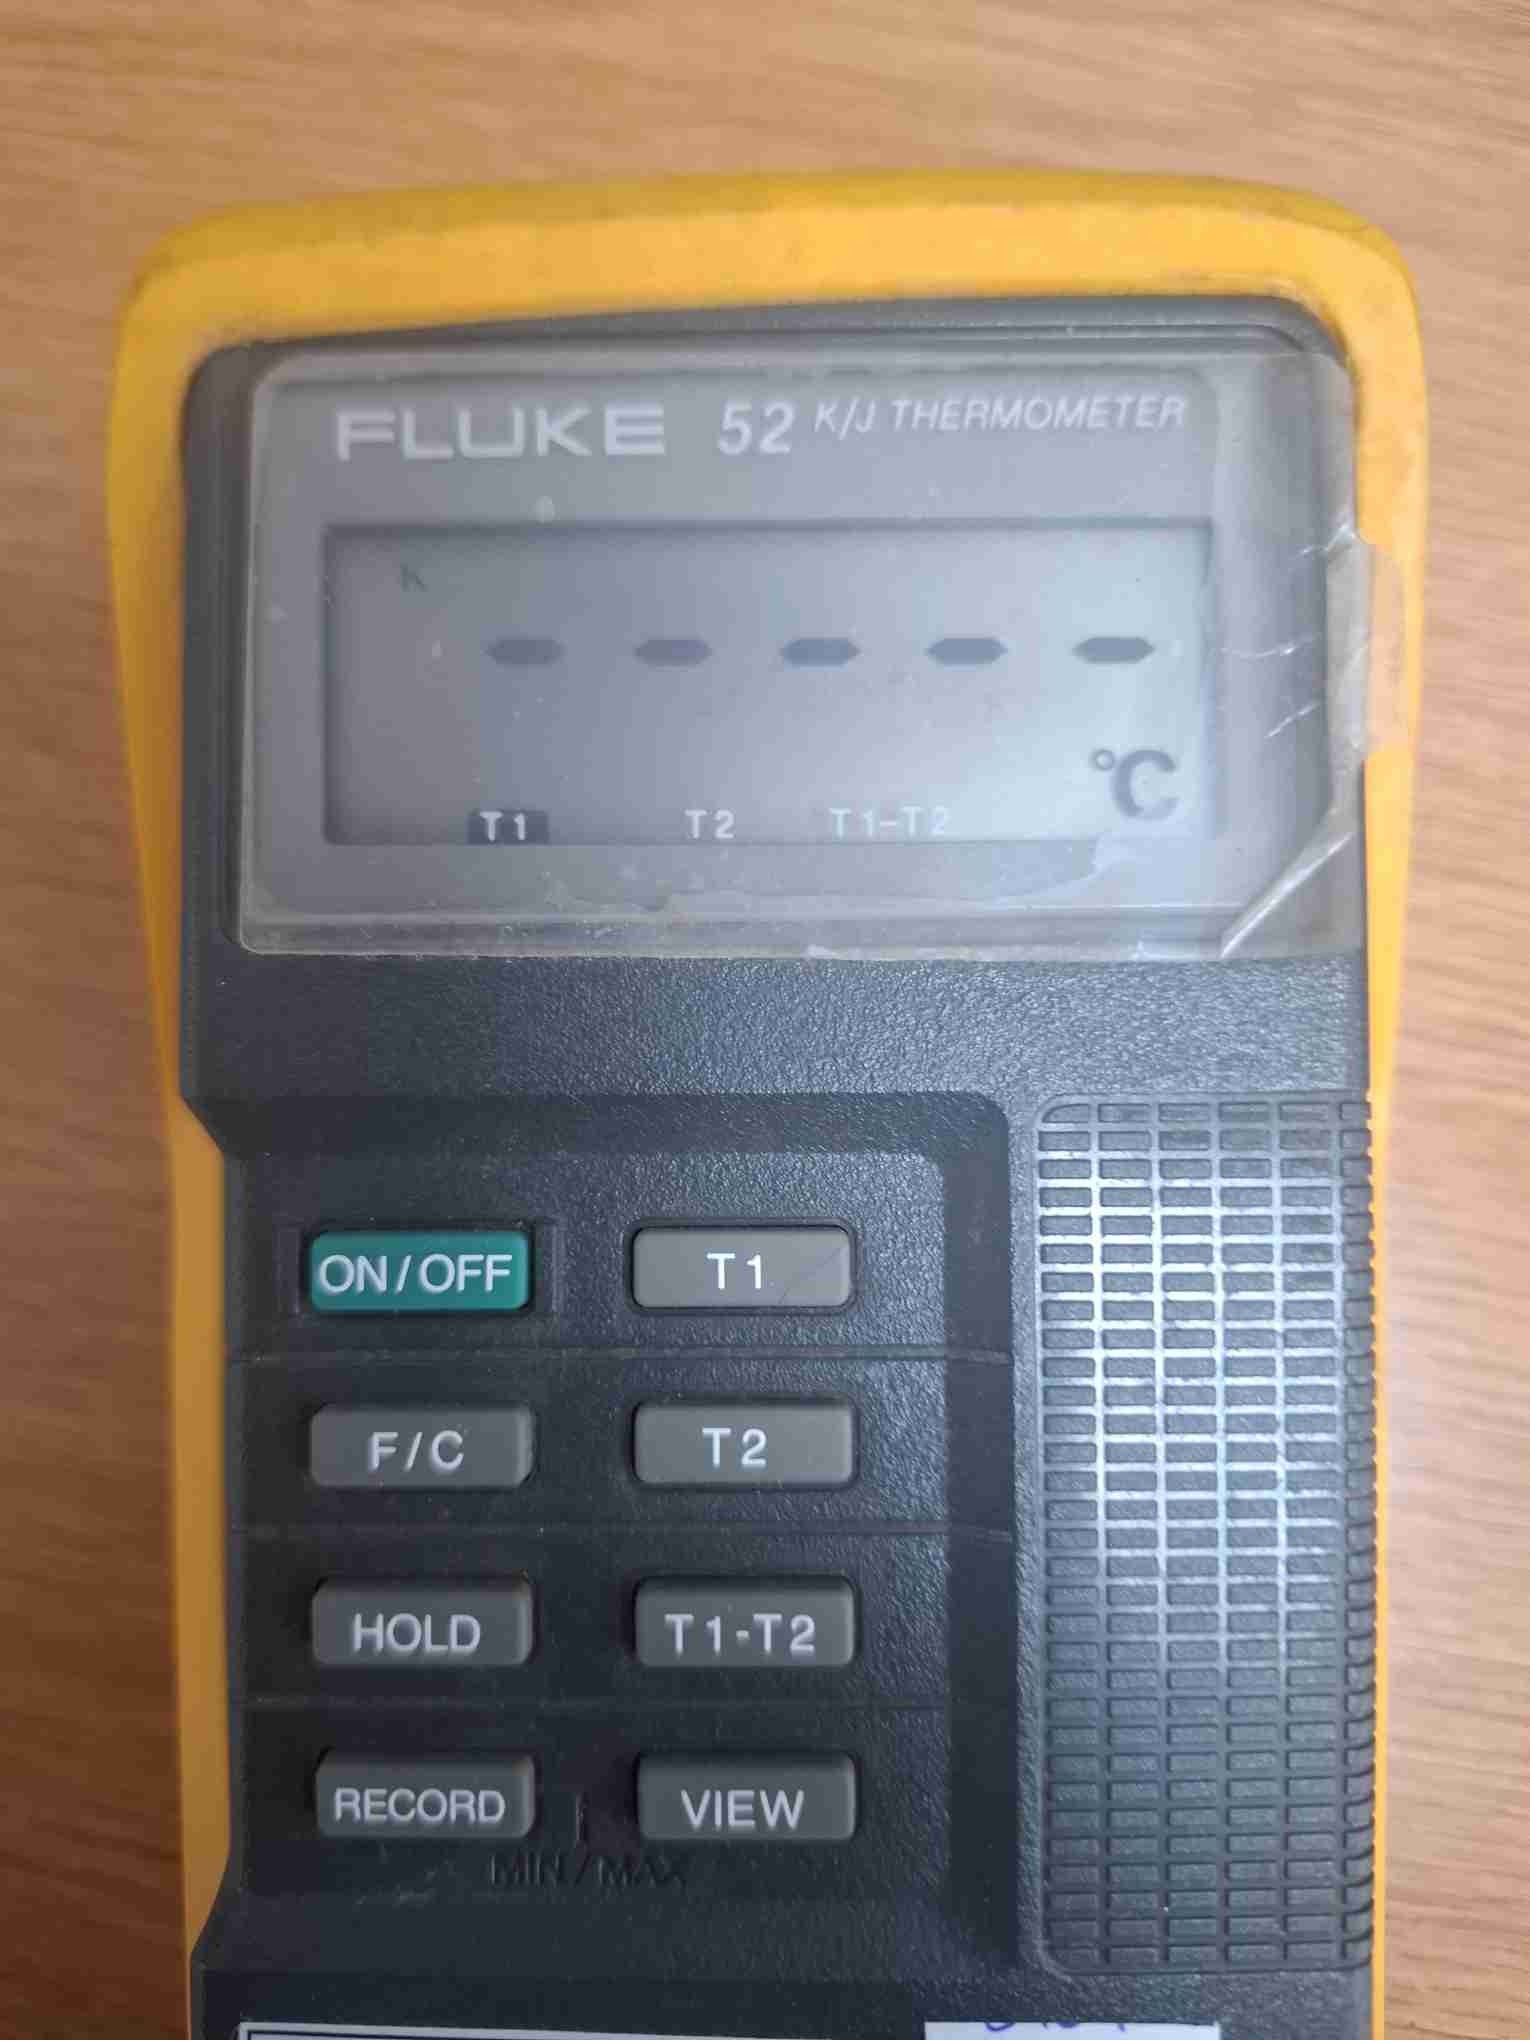 FLUKE 52 K/J THERMOMETER
K
- - - - -
°C
T1 T2 T1-T2
ON/OFF T1
F/C T2
HOLD T1-T2
RECORD VIEW
MIN/MAX